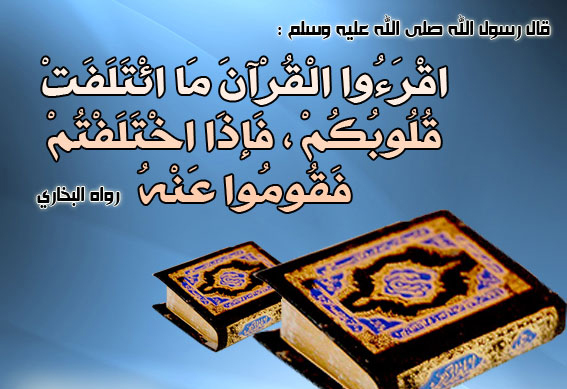 قال رسول الله صلى الله عليه وسلم :
اقْرَءُوا الْقُرْآنَ مَا ائْتَلَفَتْ
قُلُوبُكُمْ ، فَإِذَا اخْتَلَفْتُمْ
فَقُومُوا عَنْهُ رواه البخاري